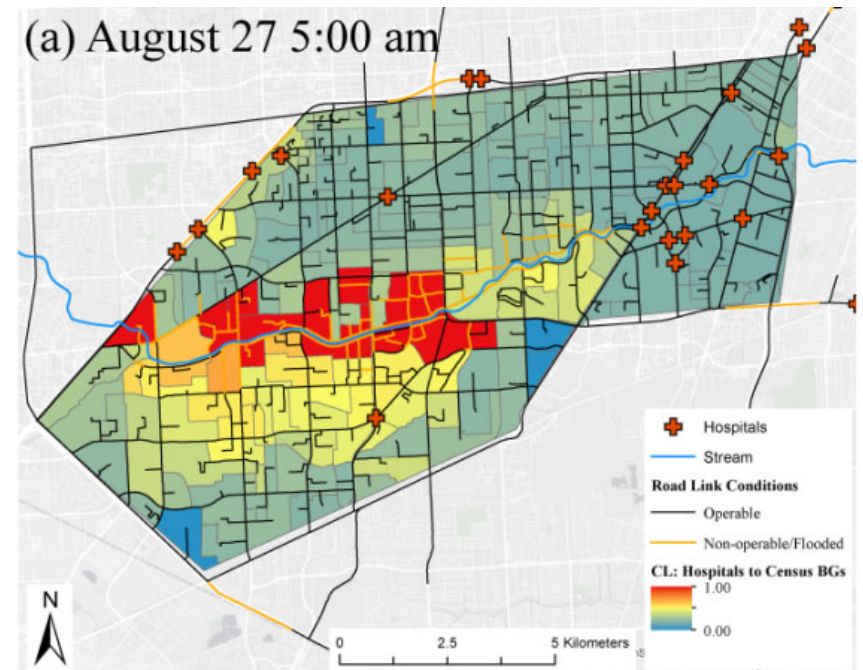 (a) August 27 5:00 am
Hospitals
Stream
Road Link Conditions
Operable
Non-operable/Flooded
CL: Hospitals to Census BGs
1.00
0.00
N
0 2.5 5 Kilometers